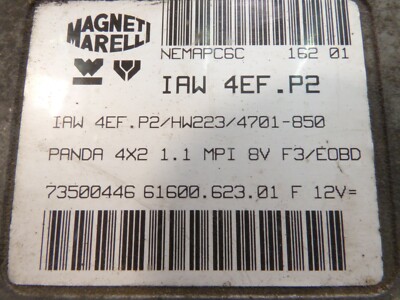 MAGNETI
MARELLI
NEMAPC6C 162 01
IAW 4EF.P2
IAW 4EF.P2/HW223/4701-850
PANDA 4X2 1.1 MPI 8V F3/EOBD
73500446 61600.623.01 F 12V=